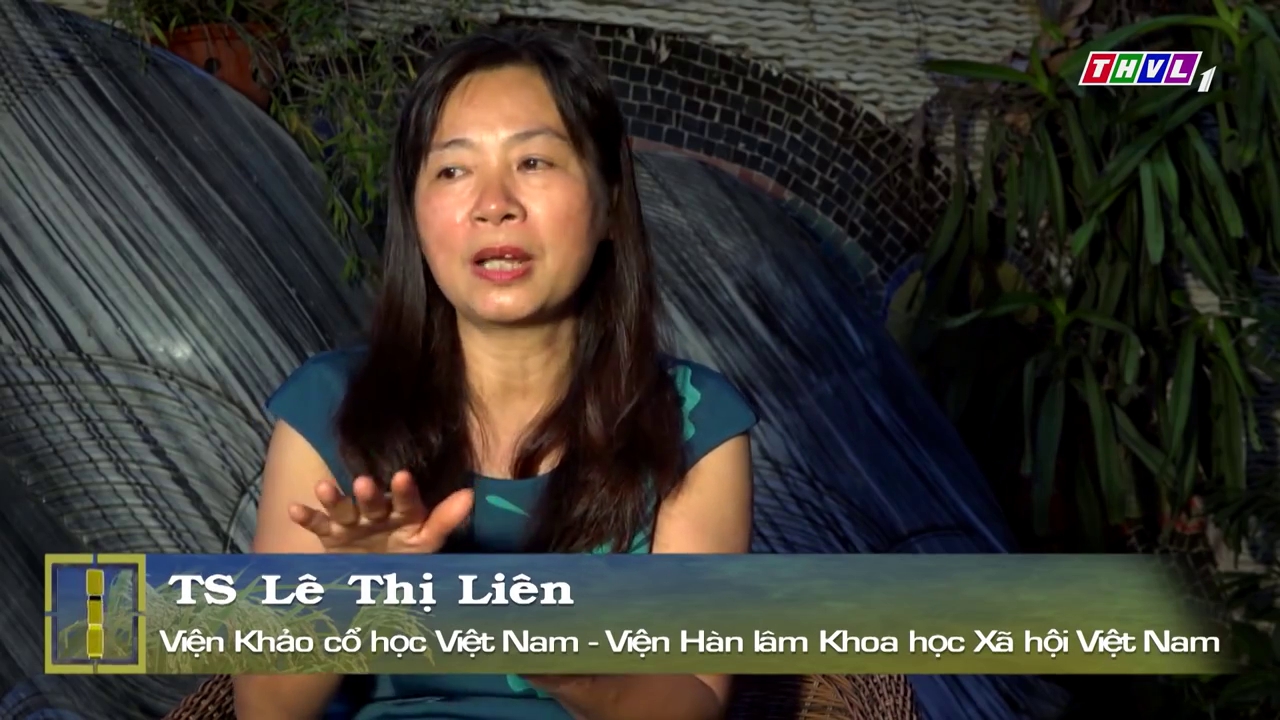 THVL1
TS Lê Thị Liên
Viện Khảo cổ học Việt Nam - Viện Hàn lâm Khoa học Xã hội Việt Nam